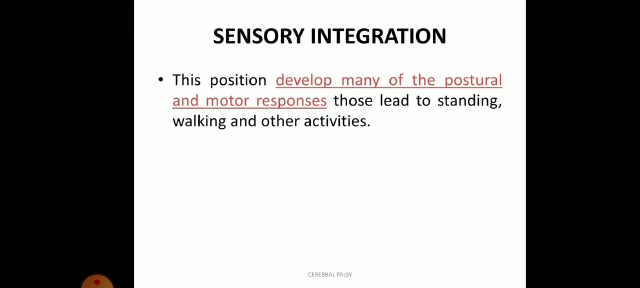 SENSORY INTEGRATION
• This position develop many of the postural
and motor responses those lead to standing,
walking and other activities.
CEREBRAL PALSY